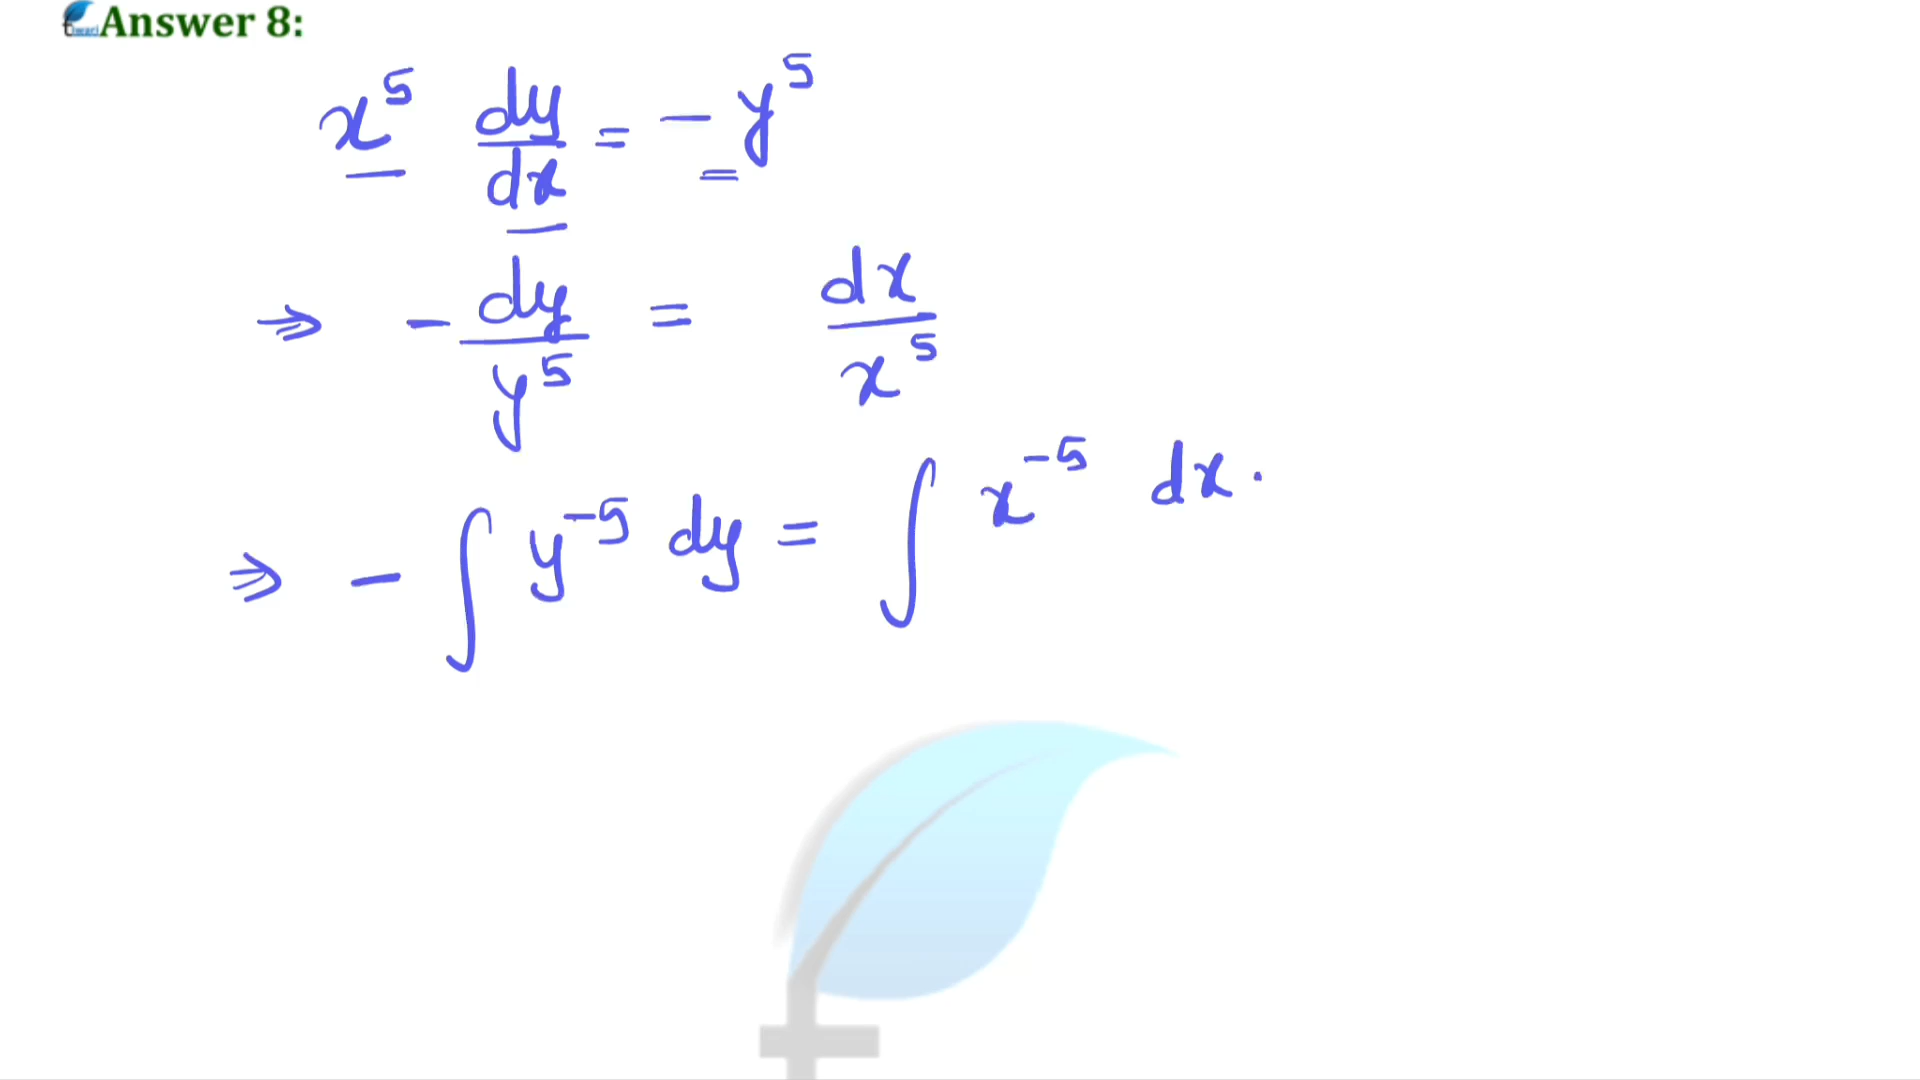 Answer 8:
x⁵ dy/dx = -y⁵
⇒ -dy/y⁵ = dx/x⁵
⇒ -∫ y⁻⁵ dy = ∫ x⁻⁵ dx.